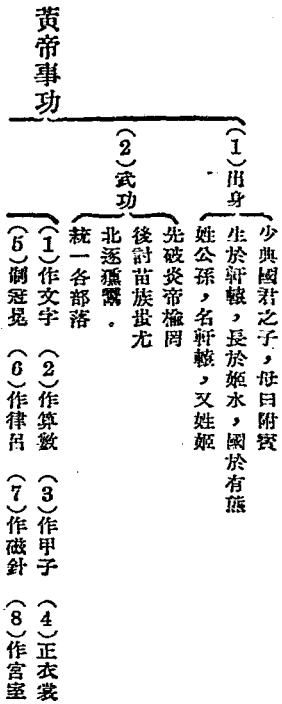 黃帝事功
(1)出身
少典國君之子，母曰附寶
生於軒轅，長於姬水，國於有熊
姓公孫，名軒轅，又姓姬
(2)武功
先破炎帝楡罔
後討苗族蚩尤
北逐獯鬻．
統一各部落
(1)作文字 (2)作算數 (3)作甲子 (4)正衣裳
(5)制冠冕 (6)作律呂 (7)作磁針 (8)作宮室